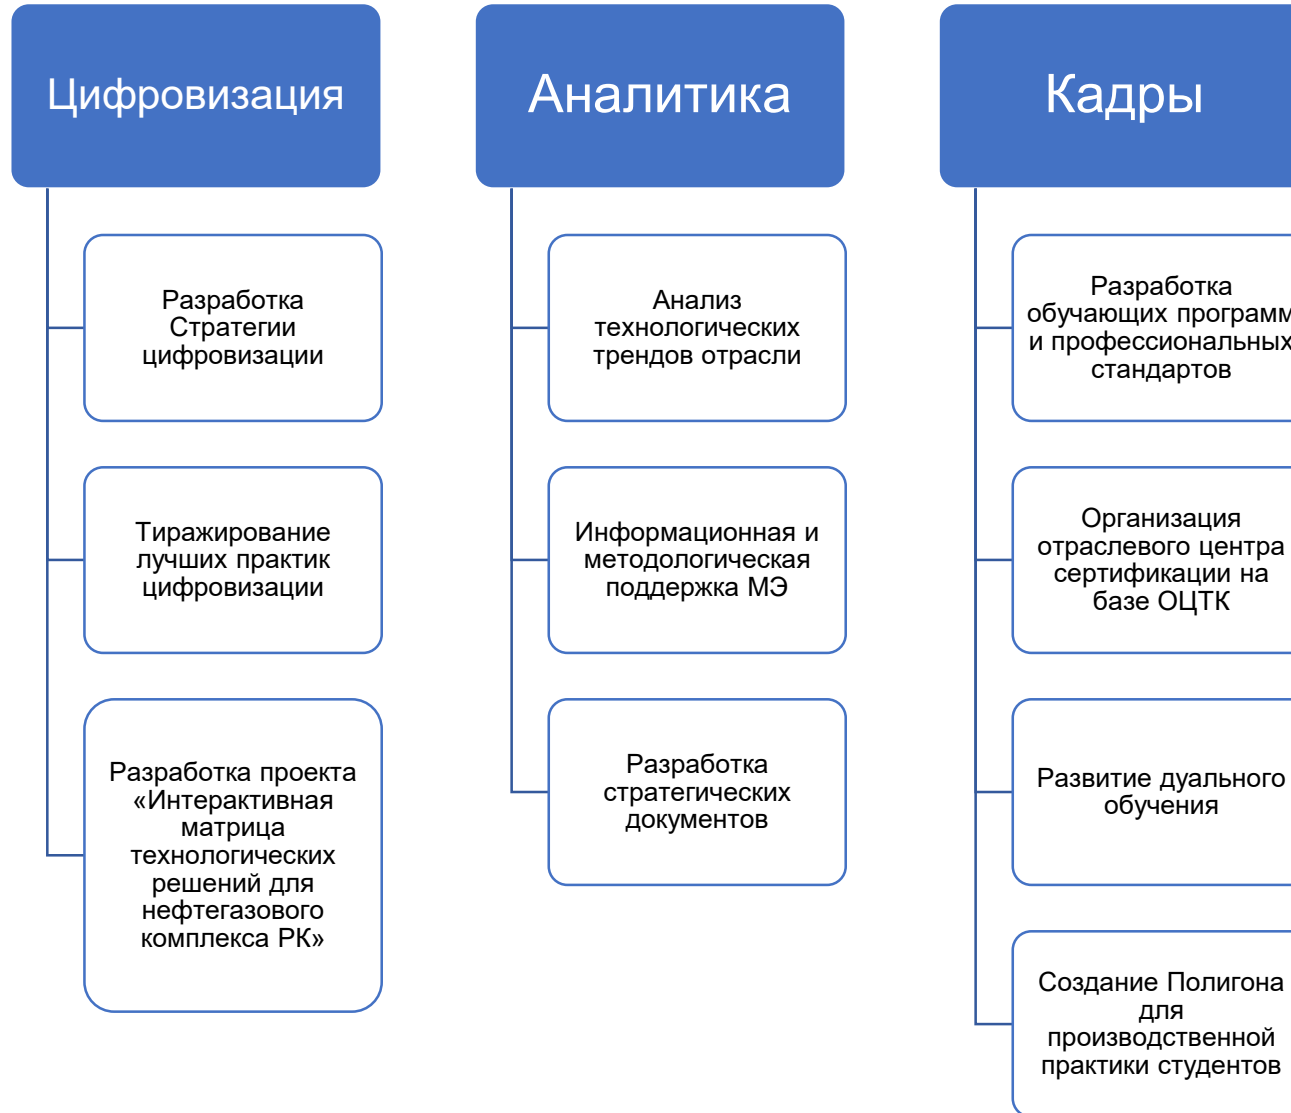 Цифровизация
Разработка
Стратегии
цифровизации
Тиражирование
лучших практик
цифровизации
Разработка проекта
«Интерактивная
матрица
технологических
решений для
нефтегазового
комплекса РК»
Аналитика
Анализ
технологических
трендов отрасли
Информационная и
методологическая
поддержка МЭ
Разработка
стратегических
документов
Кадры
Разработка
обучающих программ
и профессиональных
стандартов
Организация
отраслевого центра
сертификации на
базе ОЦТК
Развитие дуального
обучения
Создание Полигона
для
производственной
практики студентов